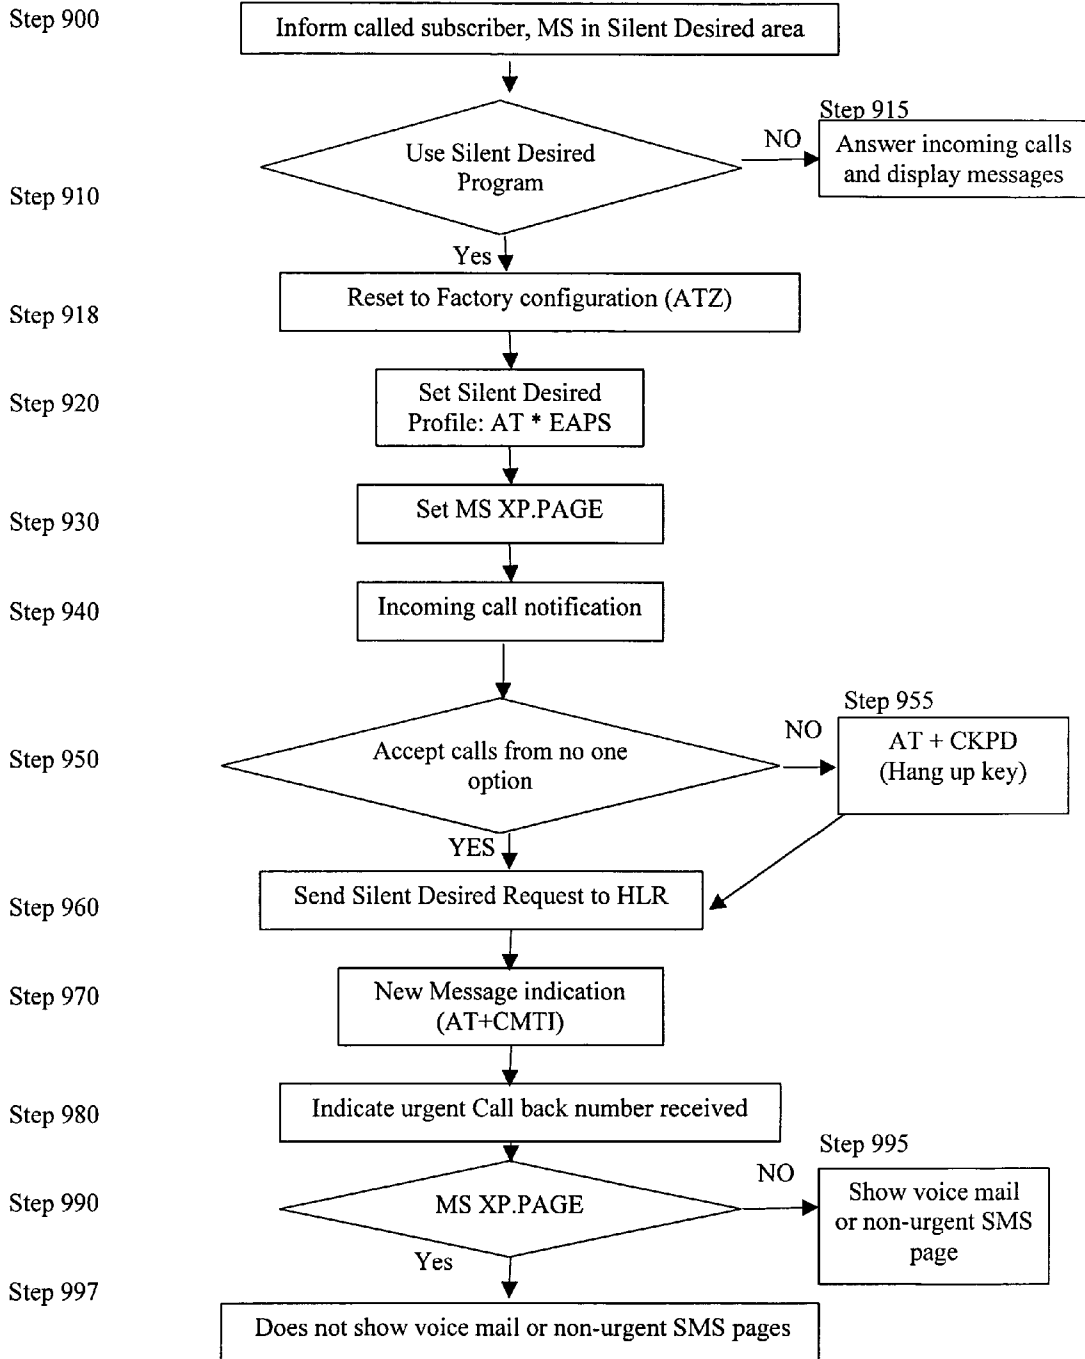 Step 900
Inform called subscriber, MS in Silent Desired area
Step 915
NO
Answer incoming calls
and display messages
Use Silent Desired
Program
Step 910
Yes
Reset to Factory configuration (ATZ)
Step 918
Set Silent Desired
Profile: AT * EAPS
Step 920
Set MS XP.PAGE
Step 930
Incoming call notification
Step 940
Step 955
NO
AT + CKPD
(Hang up key)
Accept calls from no one
option
Step 950
YES
Send Silent Desired Request to HLR
Step 960
New Message indication
(AT+CMTI)
Step 970
Indicate urgent Call back number received
Step 980
Step 995
NO
Show voice mail
or non-urgent SMS
page
MS XP.PAGE
Step 990
Yes
Step 997
Does not show voice mail or non-urgent SMS pages